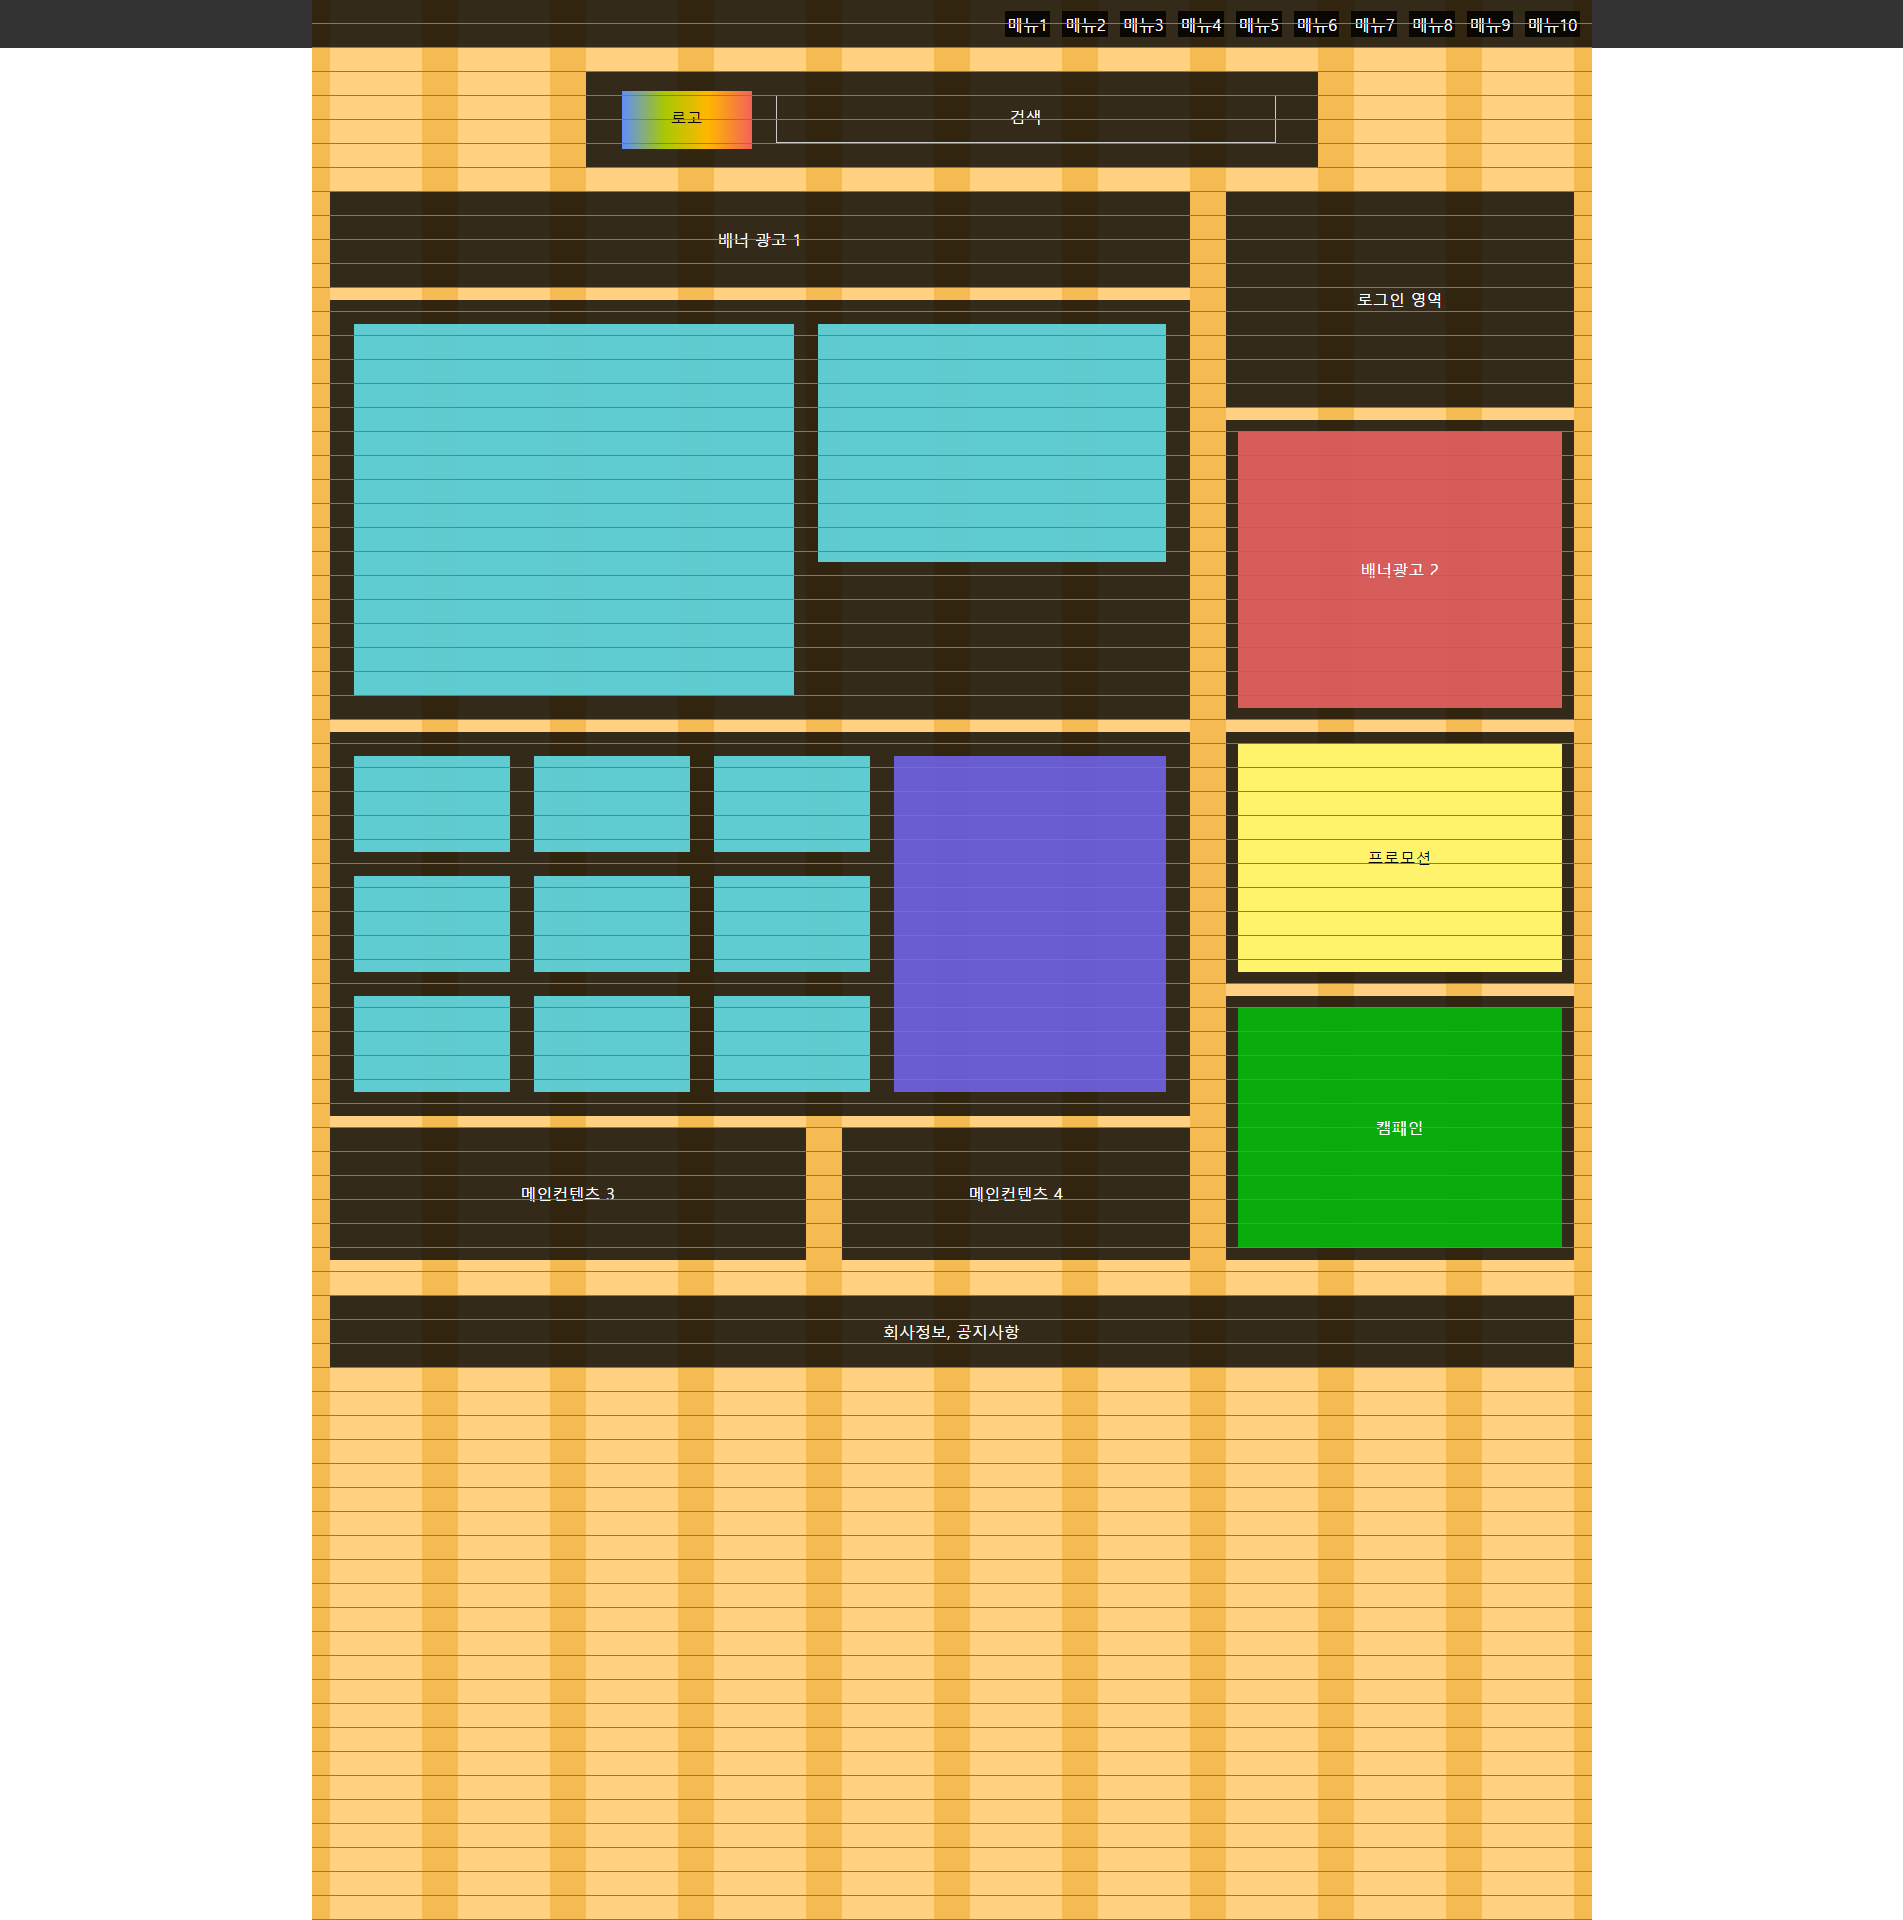 메뉴1 메뉴2 메뉴3 메뉴4 메뉴5 메뉴6 메뉴7 메뉴8 메뉴9 메뉴10
로고 검색
배너 광고 1
로그인 영역
배너광고 2
프로모션
캠패인
메인컨텐츠 3 메인컨텐츠 4
회사정보, 공지사항